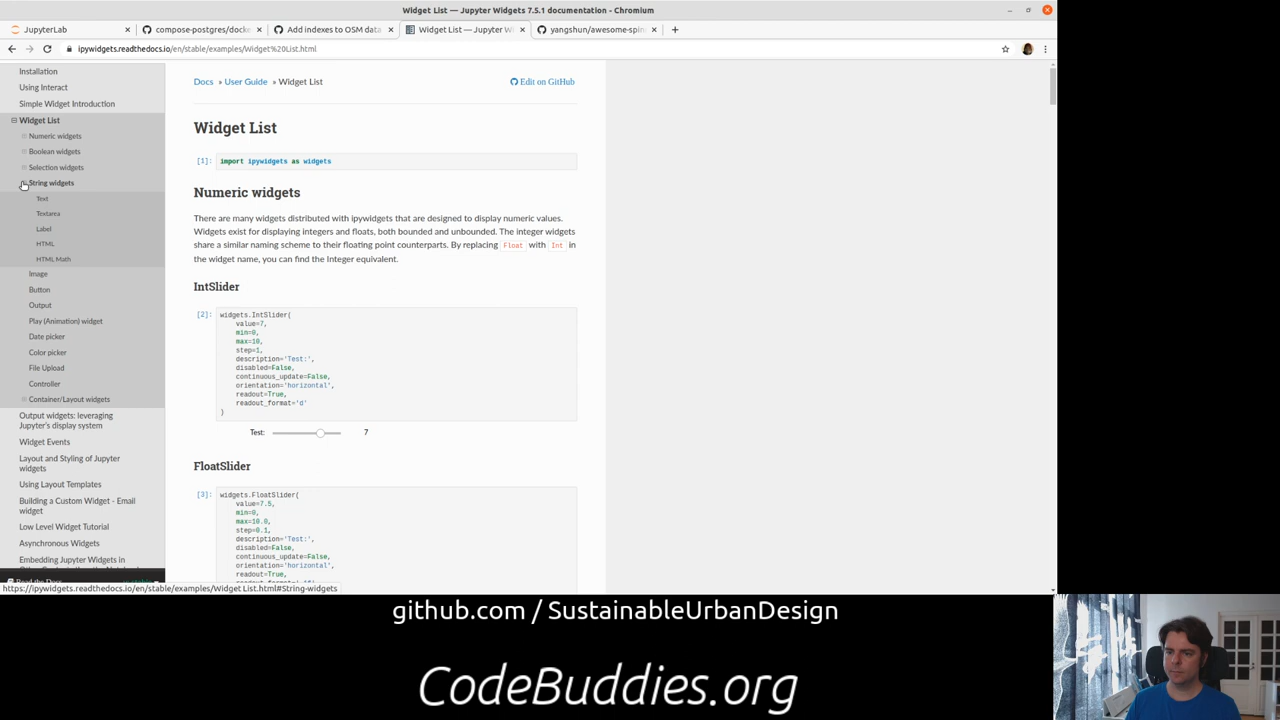 Widget List — Jupyter Widgets 7.5.1 documentation - Chromium
JupyterLab
compose-postgres/docke
Add indexes to OSM data
Widget List — Jupyter W
yangshun/awesome-spin
ipywidgets.readthedocs.io/en/stable/examples/Widget%20List.html
Installation
Using Interact
Simple Widget Introduction
Widget List
Numeric widgets
Boolean widgets
Selection widgets
String widgets
Text
Textarea
Label
HTML
HTML Math
Image
Button
Output
Play (Animation) widget
Date picker
Color picker
File Upload
Controller
Container/Layout widgets
Output widgets: leveraging
Jupyter's display system
Widget Events
Layout and Styling of Jupyter
widgets
Using Layout Templates
Building a Custom Widget - Email
widget
Low Level Widget Tutorial
Asynchronous Widgets
Embedding Jupyter Widgets in
Read the Docs
https://ipywidgets.readthedocs.io/en/stable/examples/Widget List.html#String-widgets
Docs » User Guide » Widget List
Edit on GitHub
Widget List
[1]: import ipywidgets as widgets
Numeric widgets
There are many widgets distributed with ipywidgets that are designed to display numeric values.
Widgets exist for displaying integers and floats, both bounded and unbounded. The integer widgets
share a similar naming scheme to their floating point counterparts. By replacing Float with Int in
the widget name, you can find the Integer equivalent.
IntSlider
[2]: widgets.IntSlider(
value=7,
min=0,
max=10,
step=1,
description='Test:',
disabled=False,
continuous_update=False,
orientation='horizontal',
readout=True,
readout_format='d'
)
Test: 7
FloatSlider
[3]: widgets.FloatSlider(
value=7.5,
min=0,
max=10.0,
step=0.1,
description='Test:',
disabled=False,
continuous_update=False,
orientation='horizontal',
readout=True,
github.com / SustainableUrbanDesign
CodeBuddies.org